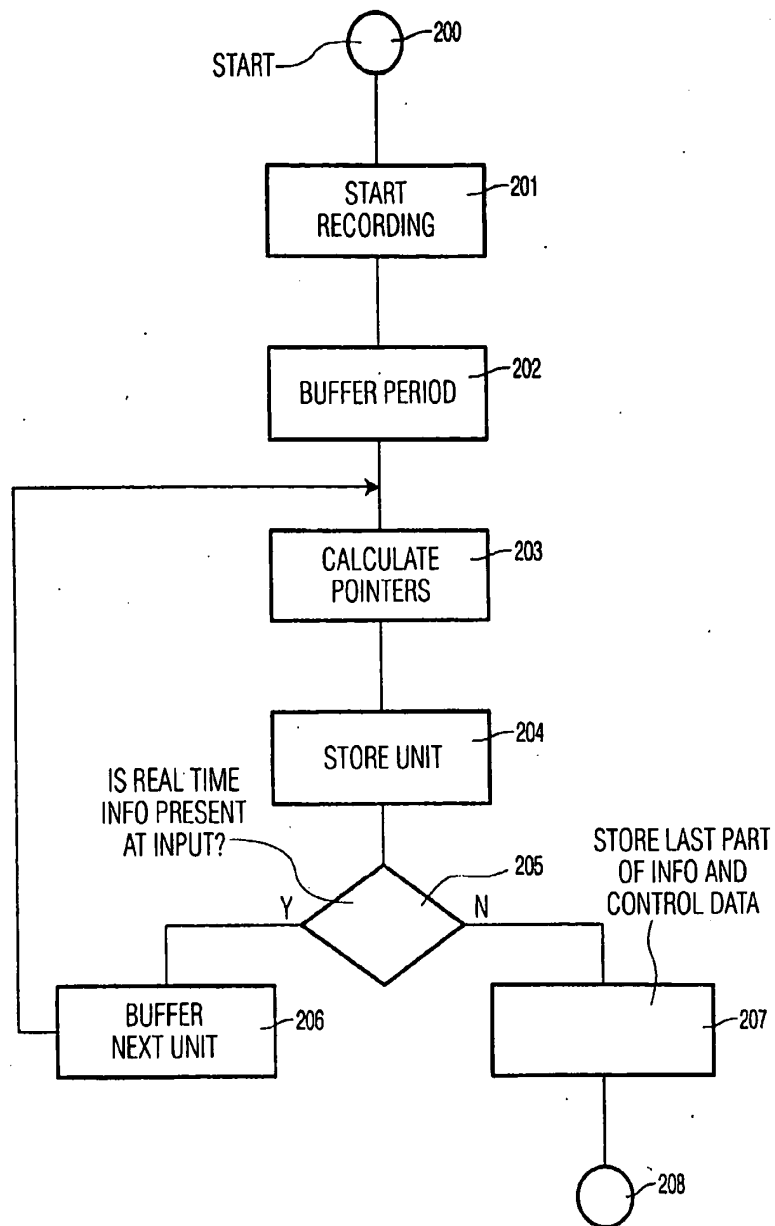 200
START
201
START
RECORDING
202
BUFFER PERIOD
203
CALCULATE
POINTERS
204
STORE UNIT
IS REAL TIME
INFO PRESENT
AT INPUT?
205
Y
N
STORE LAST PART
OF INFO AND
CONTROL DATA
BUFFER
NEXT UNIT
206
207
208